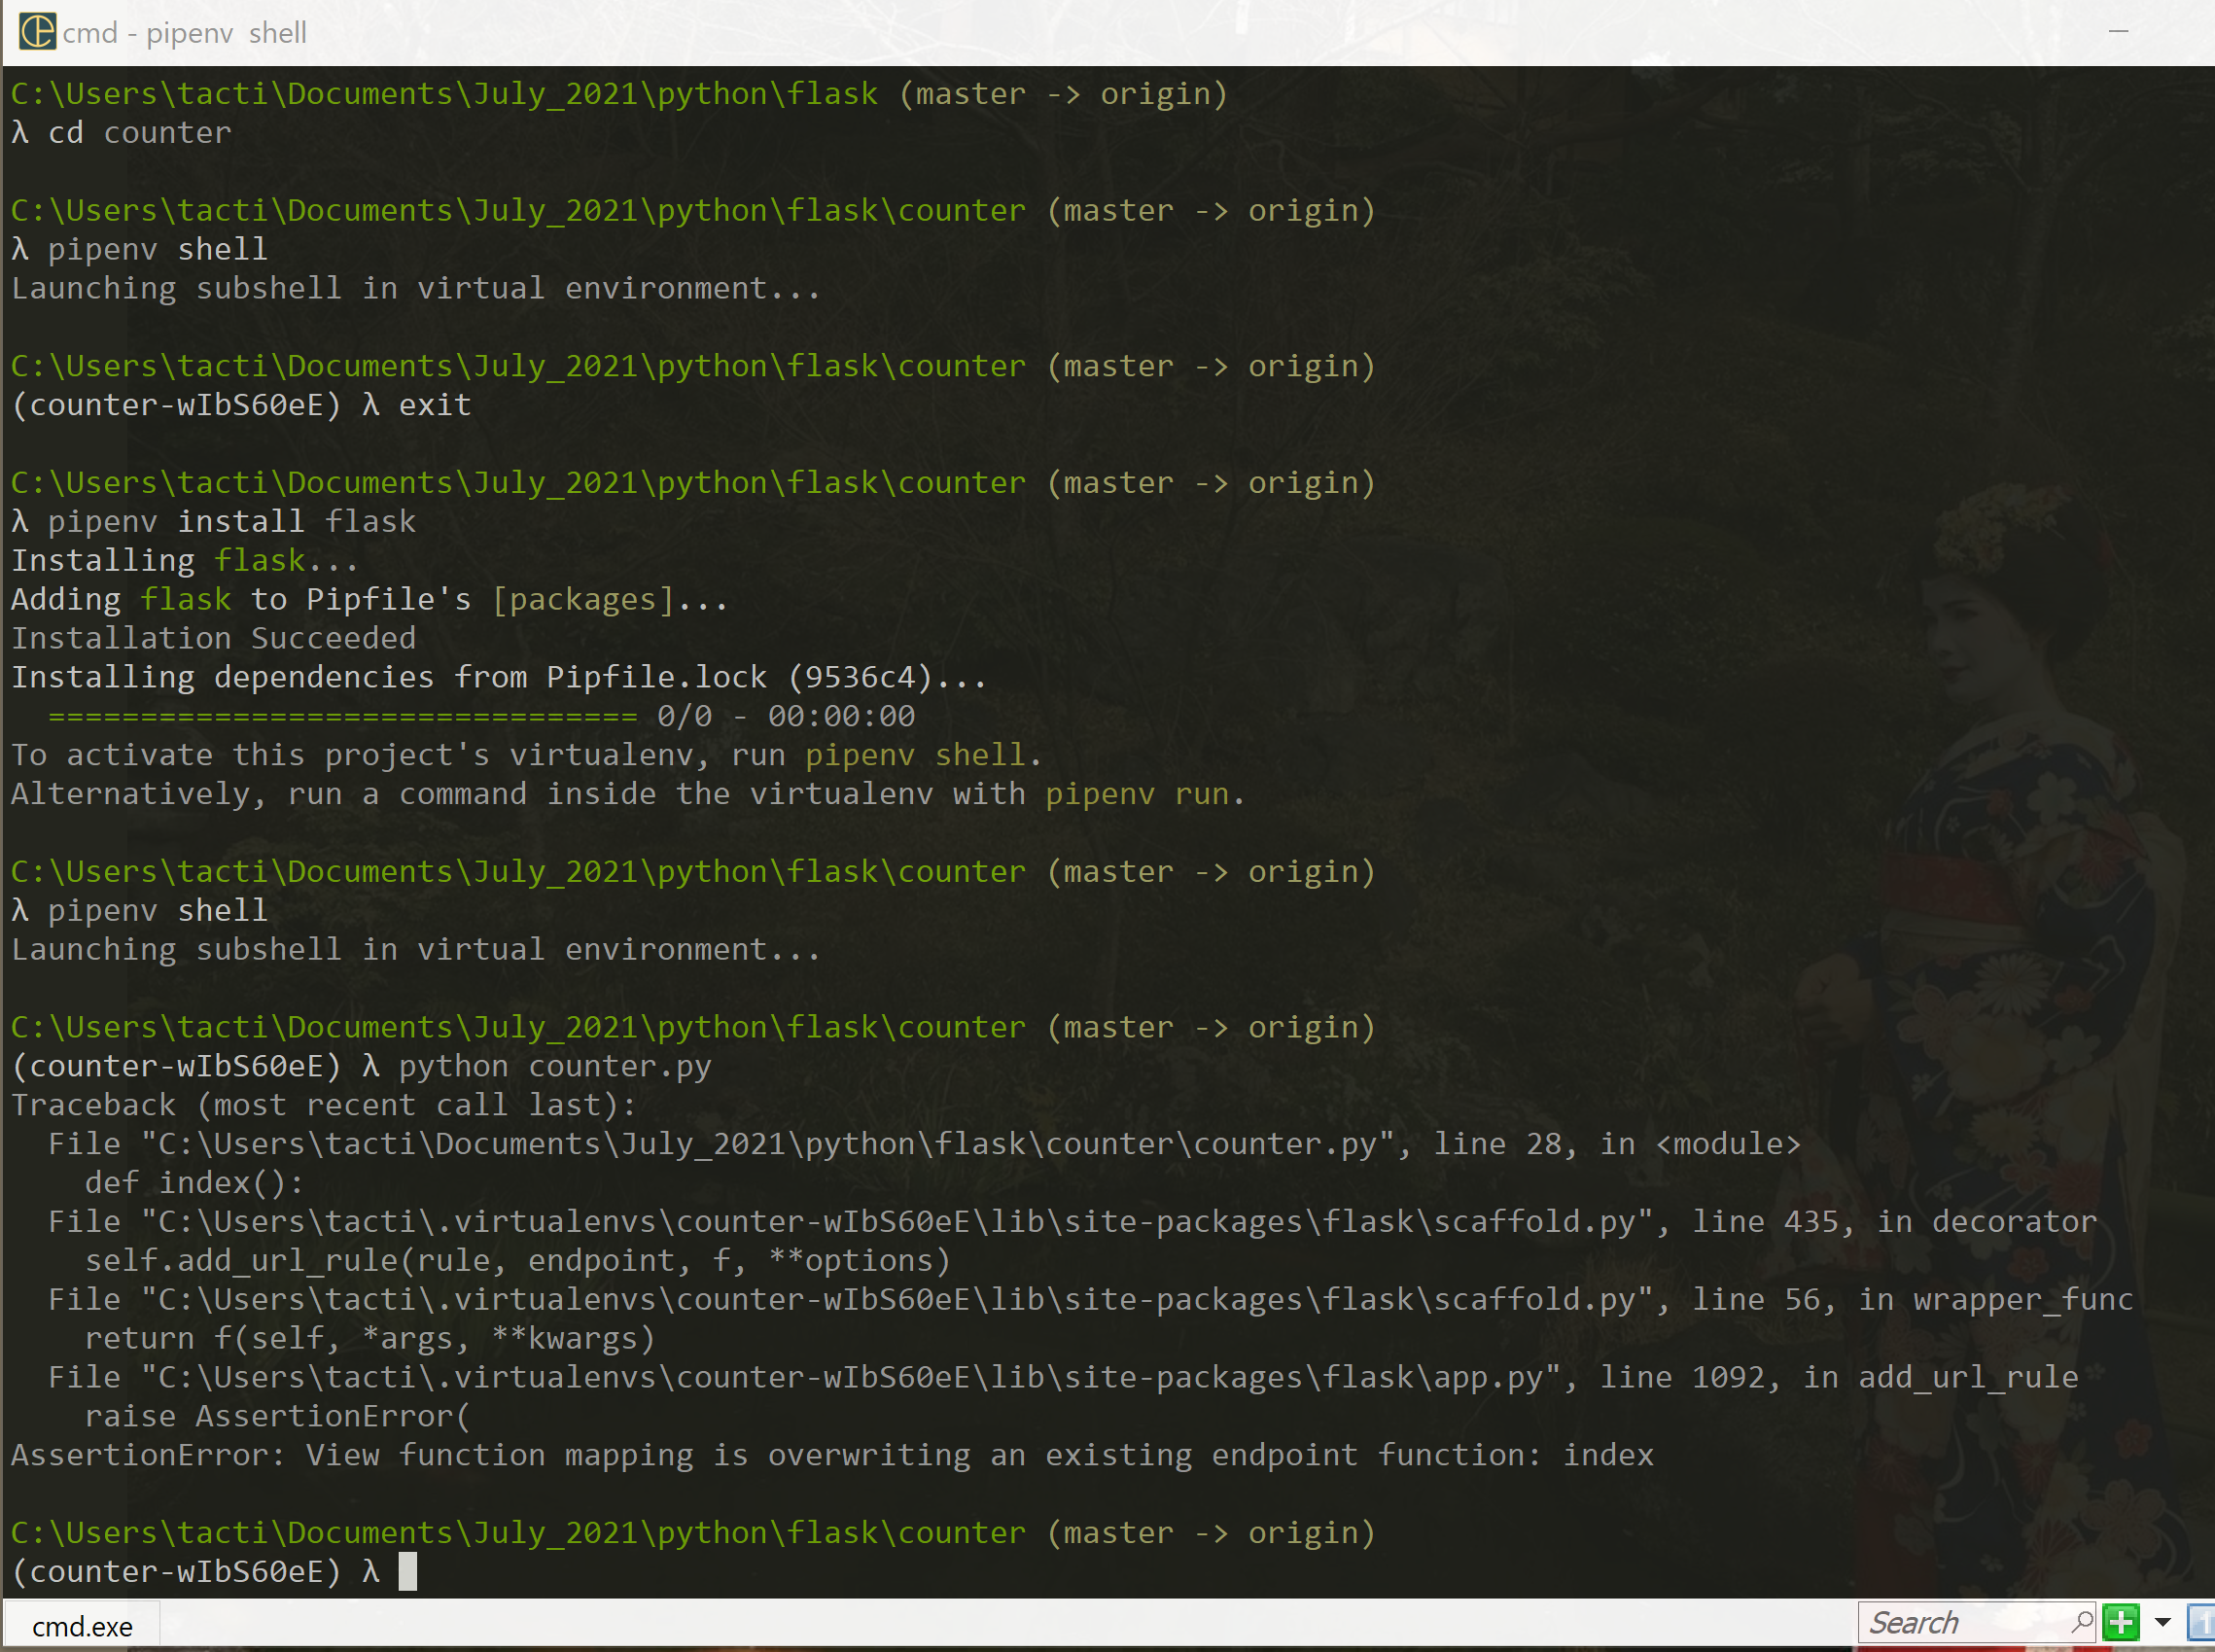 cmd - pipenv  shell
C:\Users\tacti\Documents\July_2021\python\flask (master -> origin)
λ cd counter
C:\Users\tacti\Documents\July_2021\python\flask\counter (master -> origin)
λ pipenv shell
Launching subshell in virtual environment...
C:\Users\tacti\Documents\July_2021\python\flask\counter (master -> origin)
(counter-wIbS60eE) λ exit
C:\Users\tacti\Documents\July_2021\python\flask\counter (master -> origin)
λ pipenv install flask
Installing flask...
Adding flask to Pipfile's [packages]...
Installation Succeeded
Installing dependencies from Pipfile.lock (9536c4)...
  ================================ 0/0 - 00:00:00
To activate this project's virtualenv, run pipenv shell.
Alternatively, run a command inside the virtualenv with pipenv run.
C:\Users\tacti\Documents\July_2021\python\flask\counter (master -> origin)
λ pipenv shell
Launching subshell in virtual environment...
C:\Users\tacti\Documents\July_2021\python\flask\counter (master -> origin)
(counter-wIbS60eE) λ python counter.py
Traceback (most recent call last):
  File "C:\Users\tacti\Documents\July_2021\python\flask\counter\counter.py", line 28, in <module>
    def index():
  File "C:\Users\tacti\.virtualenvs\counter-wIbS60eE\lib\site-packages\flask\scaffold.py", line 435, in decorator
    self.add_url_rule(rule, endpoint, f, **options)
  File "C:\Users\tacti\.virtualenvs\counter-wIbS60eE\lib\site-packages\flask\scaffold.py", line 56, in wrapper_func
    return f(self, *args, **kwargs)
  File "C:\Users\tacti\.virtualenvs\counter-wIbS60eE\lib\site-packages\flask\app.py", line 1092, in add_url_rule
    raise AssertionError(
AssertionError: View function mapping is overwriting an existing endpoint function: index
C:\Users\tacti\Documents\July_2021\python\flask\counter (master -> origin)
(counter-wIbS60eE) λ
cmd.exe
Search